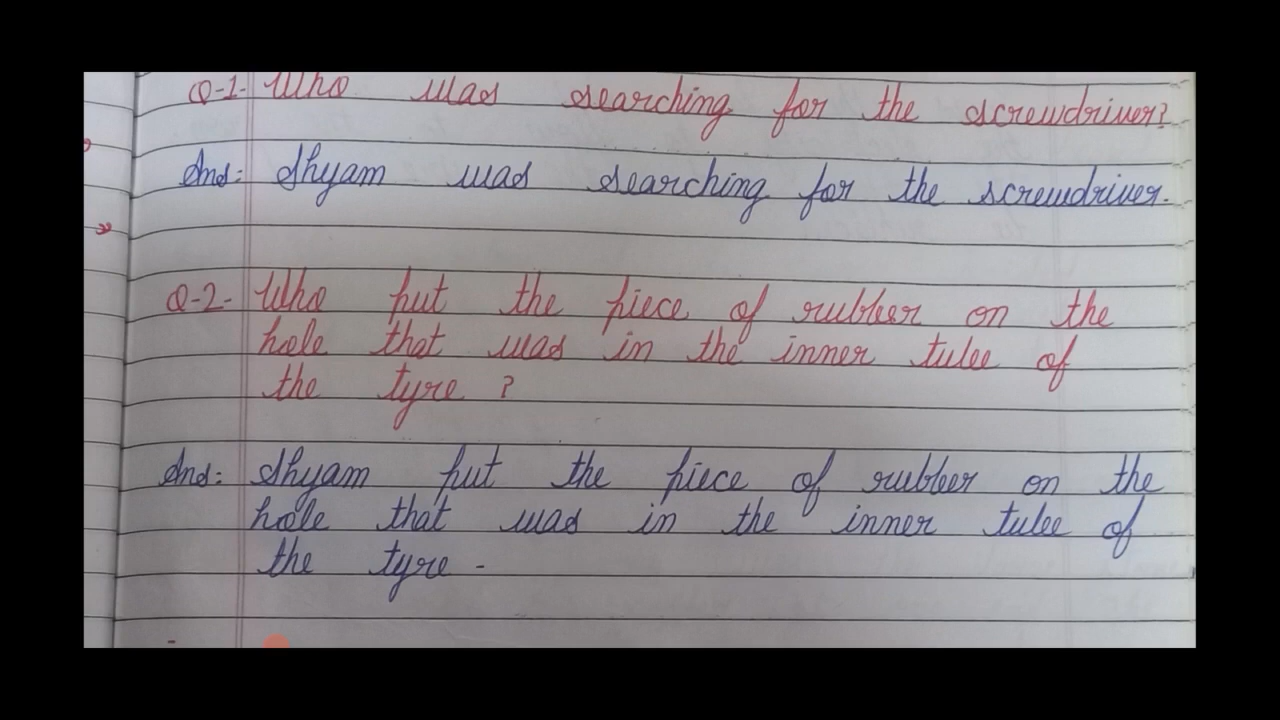 Q-1- Who was searching for the screwdriver?
Ans: Shyam was searching for the screwdriver.
Q-2- Who put the piece of rubber on the
hole that was in the inner tube of
the tyre ?
Ans: Shyam put the piece of rubber on the
hole that was in the inner tube of
the tyre -